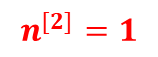 n^[2] = 1